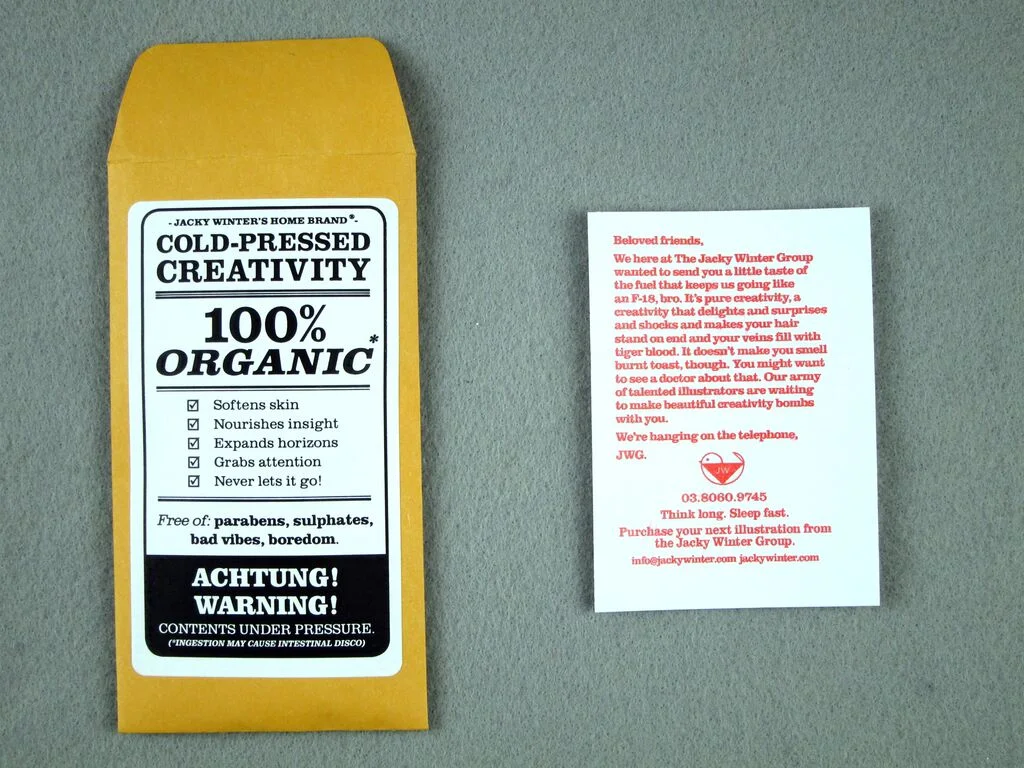 - JACKY WINTER'S HOME BRAND®-
COLD-PRESSED
CREATIVITY
100%
ORGANIC*
☑ Softens skin
☑ Nourishes insight
☑ Expands horizons
☑ Grabs attention
☑ Never lets it go!
Free of: parabens, sulphates,
bad vibes, boredom.
ACHTUNG!
WARNING!
CONTENTS UNDER PRESSURE.
(*INGESTION MAY CAUSE INTESTINAL DISCO)
Beloved friends,
We here at The Jacky Winter Group
wanted to send you a little taste of
the fuel that keeps us going like
an F-18, bro. It's pure creativity, a
creativity that delights and surprises
and shocks and makes your hair
stand on end and your veins fill with
tiger blood. It doesn't make you smell
burnt toast, though. You might want
to see a doctor about that. Our army
of talented illustrators are waiting
to make beautiful creativity bombs
with you.
We're hanging on the telephone,
JWG.
JW
03.8060.9745
Think long. Sleep fast.
Purchase your next illustration from
the Jacky Winter Group.
info@jackywinter.com jackywinter.com